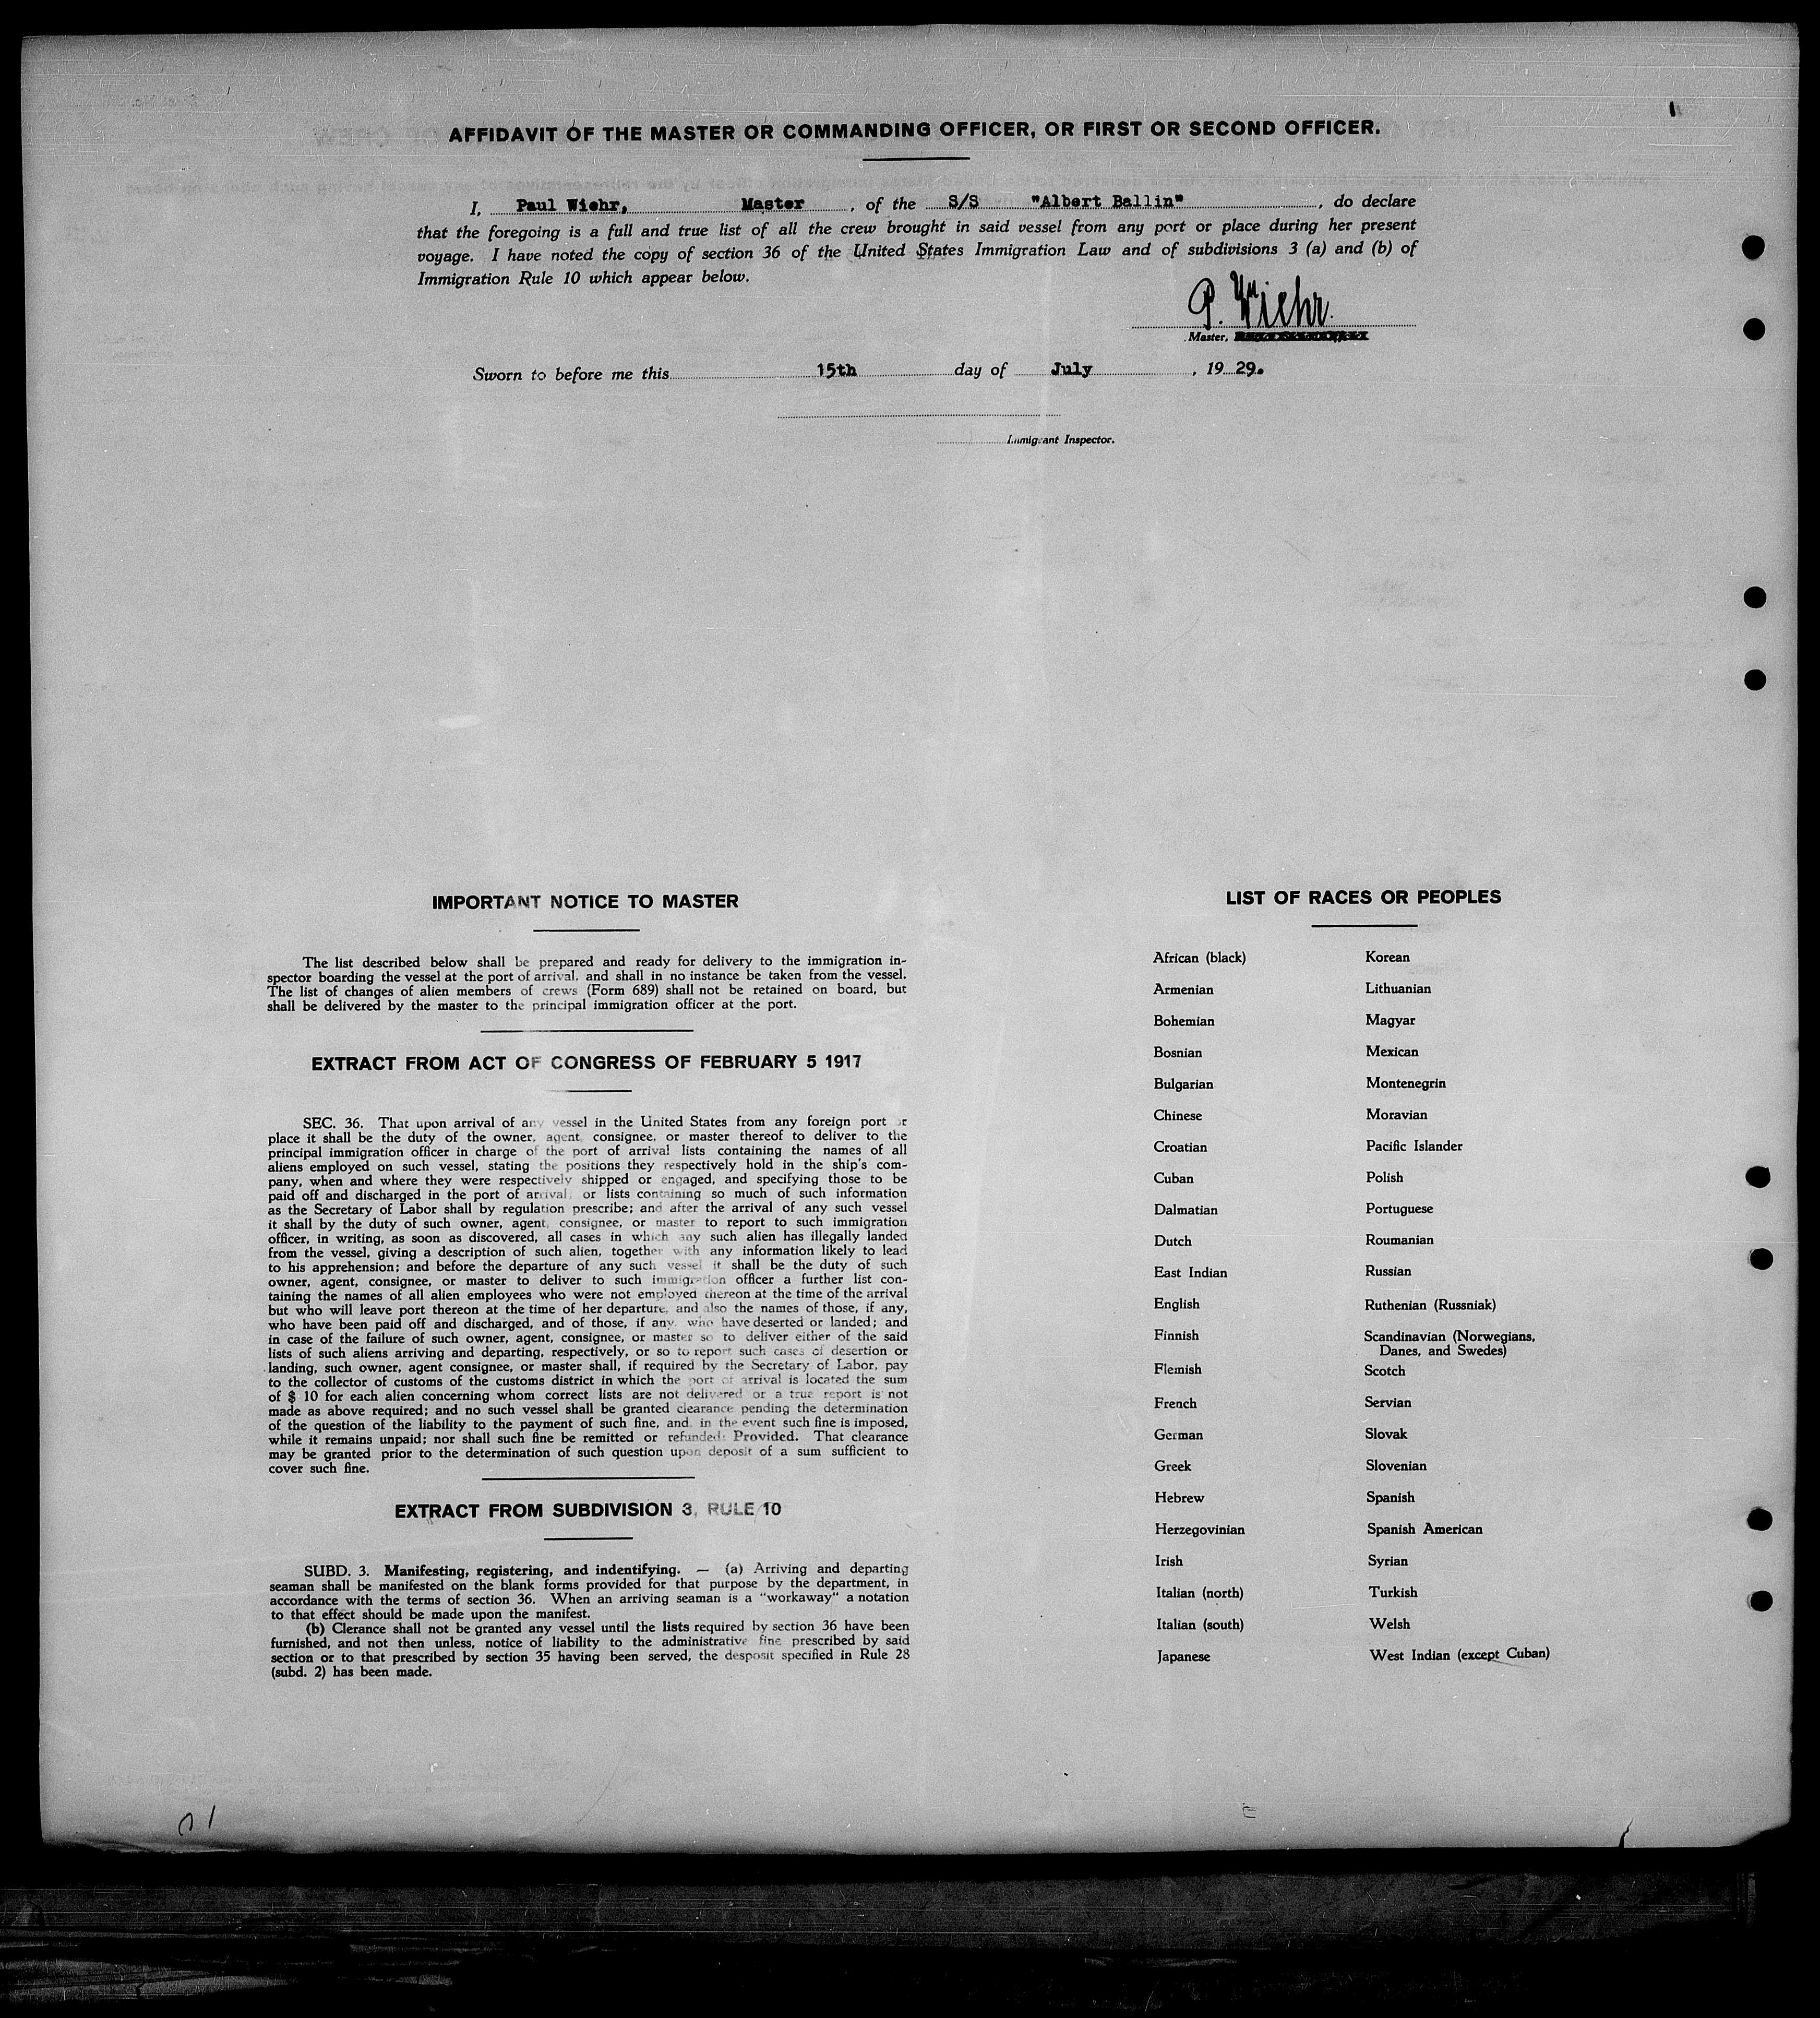 AFFIDAVIT OF THE MASTER OR COMMANDING OFFICER, OR FIRST OR SECOND OFFICER.
I, Paul Wiehr, Master, of the S/S "Albert Ballin", do declare
that the foregoing is a full and true list of all the crew brought in said vessel from any port or place during her present
voyage. I have noted the copy of section 36 of the United States Immigration Law and of subdivisions 3 (a) and (b) of
Immigration Rule 10 which appear below.
P. Wiehr.
Master,
Sworn to before me this 15th day of July, 19 29.
Immigrant Inspector.
IMPORTANT NOTICE TO MASTER
The list described below shall be prepared and ready for delivery to the immigration in-
spector boarding the vessel at the port of arrival, and shall in no instance be taken from the vessel.
The list of changes of alien members of crews (Form 689) shall not be retained on board, but
shall be delivered by the master to the principal immigration officer at the port.
EXTRACT FROM ACT OF CONGRESS OF FEBRUARY 5 1917
SEC. 36. That upon arrival of any vessel in the United States from any foreign port or
place it shall be the duty of the owner, agent, consignee, or master thereof to deliver to the
principal immigration officer in charge of the port of arrival lists containing the names of all
aliens employed on such vessel, stating the positions they respectively hold in the ship's com-
pany, when and where they were respectively shipped or engaged, and specifying those to be
paid off and discharged in the port of arrival, or lists containing so much of such information
as the Secretary of Labor shall by regulation prescribe; and after the arrival of any such vessel
it shall by the duty of such owner, agent, consignee, or master to report to such immigration
officer, in writing, as soon as discovered, all cases in which any such alien has illegally landed
from the vessel, giving a description of such alien, together with any information likely to lead
to his apprehension; and before the departure of any such vessel it shall be the duty of such
owner, agent, consignee, or master to deliver to such immigration officer a further list con-
taining the names of all alien employees who were not employed thereon at the time of the arrival
but who will leave port thereon at the time of her departure, and also the names of those, if any,
who have been paid off and discharged, and of those, if any, who have deserted or landed; and
in case of the failure of such owner, agent, consignee, or master so to deliver either of the said
lists of such aliens arriving and departing, respectively, or so to report such cases of desertion or
landing, such owner, agent consignee, or master shall, if required by the Secretary of Labor, pay
to the collector of customs of the customs district in which the port of arrival is located the sum
of $ 10 for each alien concerning whom correct lists are not delivered or a true report is not
made as above required; and no such vessel shall be granted clearance pending the determination
of the question of the liability to the payment of such fine, and, in the event such fine is imposed,
while it remains unpaid; nor shall such fine be remitted or refunded: Provided. That clearance
may be granted prior to the determination of such question upon deposit of a sum sufficient to
cover such fine.
EXTRACT FROM SUBDIVISION 3, RULE 10
SUBD. 3. Manifesting, registering, and indentifying. — (a) Arriving and departing
seaman shall be manifested on the blank forms provided for that purpose by the department, in
accordance with the terms of section 36. When an arriving seaman is a "workaway" a notation
to that effect should be made upon the manifest.
(b) Clerance shall not be granted any vessel until the lists required by section 36 have been
furnished, and not then unless, notice of liability to the administrative fine prescribed by said
section or to that prescribed by section 35 having been served, the desposit specified in Rule 28
(subd. 2) has been made.
LIST OF RACES OR PEOPLES
African (black)
Armenian
Bohemian
Bosnian
Bulgarian
Chinese
Croatian
Cuban
Dalmatian
Dutch
East Indian
English
Finnish
Flemish
French
German
Greek
Hebrew
Herzegovinian
Irish
Italian (north)
Italian (south)
Japanese
Korean
Lithuanian
Magyar
Mexican
Montenegrin
Moravian
Pacific Islander
Polish
Portuguese
Roumanian
Russian
Ruthenian (Russniak)
Scandinavian (Norwegians,
Danes, and Swedes)
Scotch
Servian
Slovak
Slovenian
Spanish
Spanish American
Syrian
Turkish
Welsh
West Indian (except Cuban)